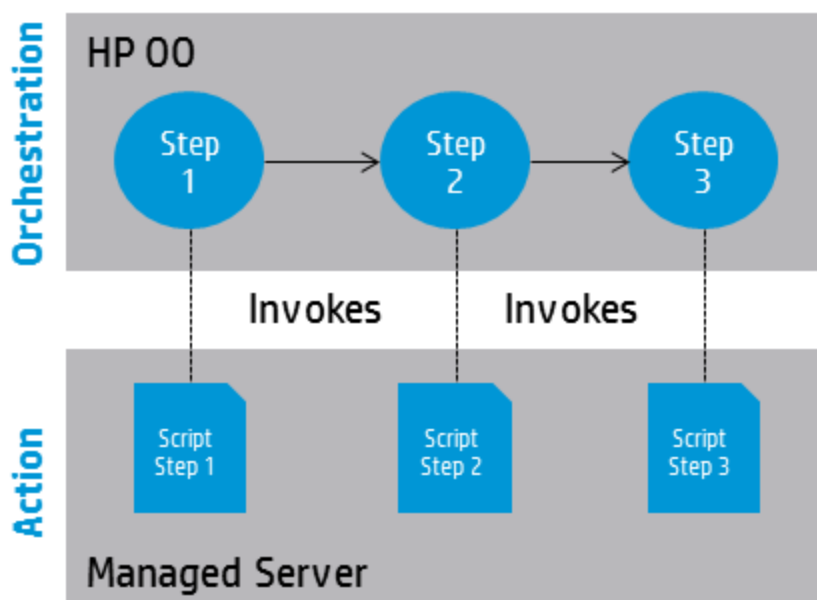 Orchestration
HP OO
Step
1
Step
2
Step
3
Invokes
Invokes
Action
Script
Step 1
Script
Step 2
Script
Step 3
Managed Server